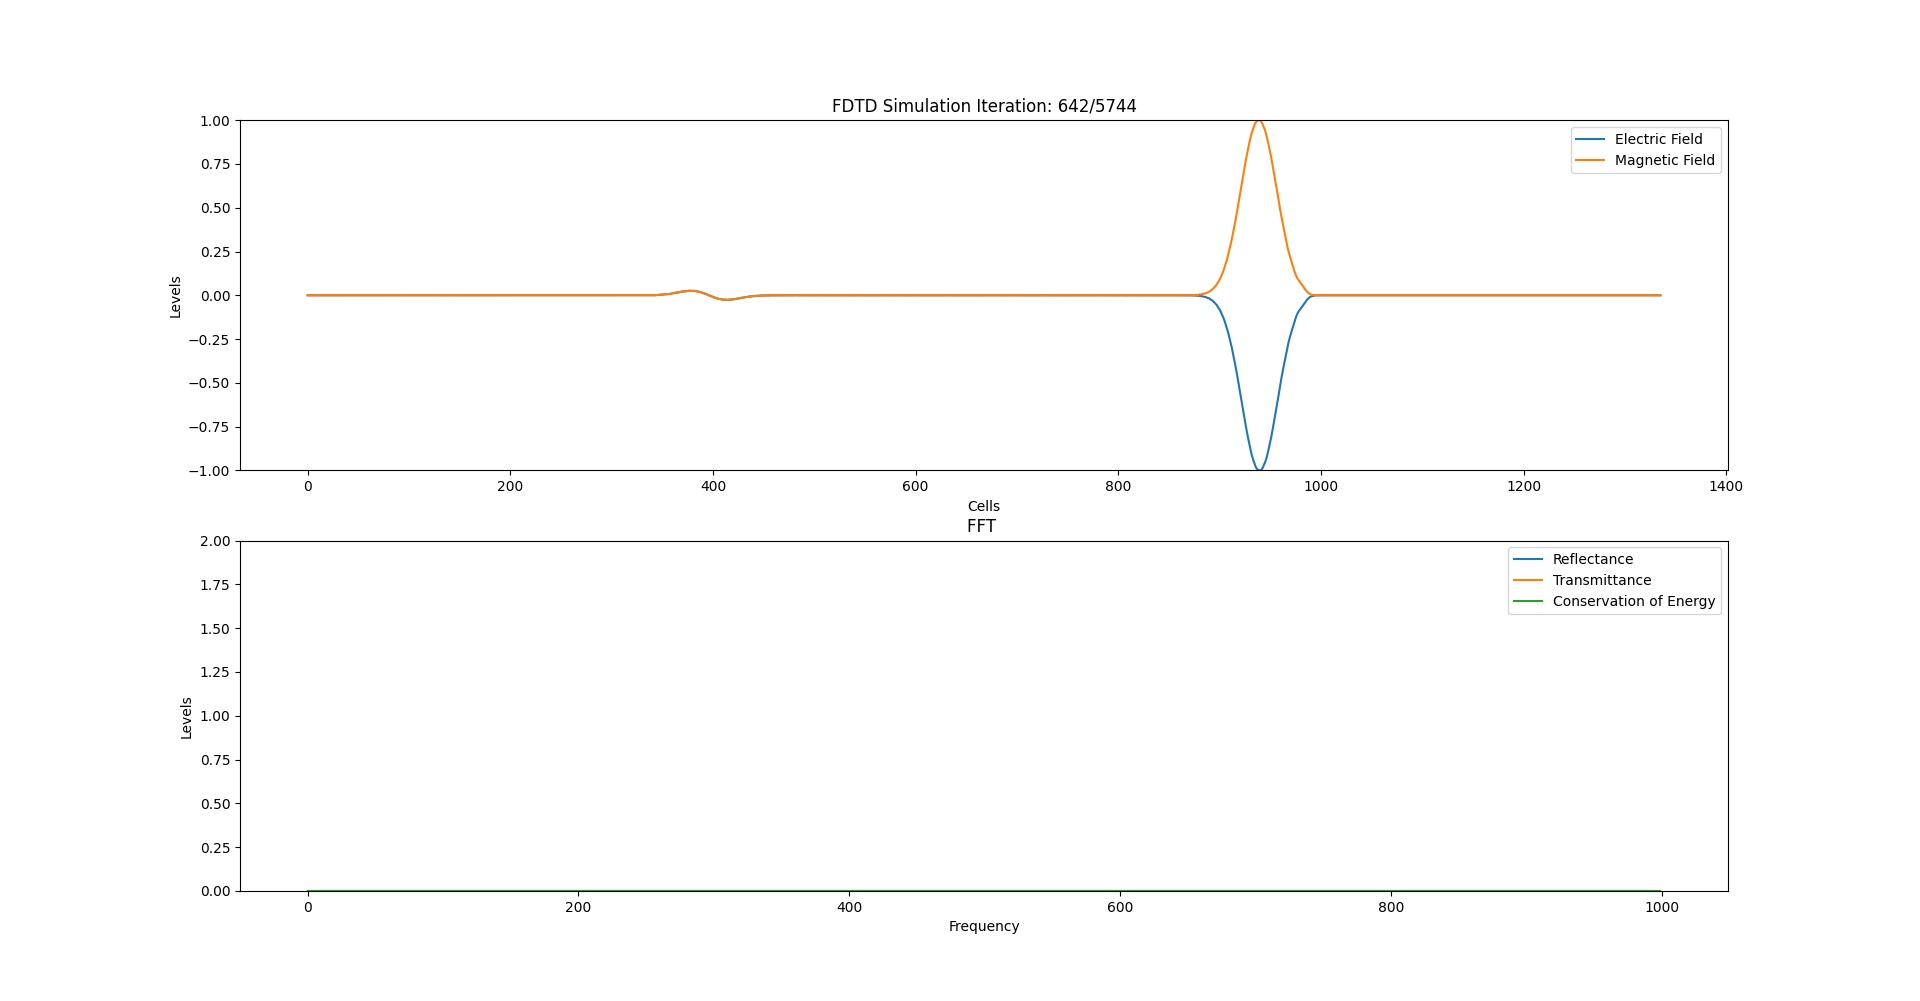 FDTD Simulation Iteration: 642/5744
1.00
0.75
0.50
0.25
0.00
−0.25
−0.50
−0.75
−1.00
Levels
Electric Field
Magnetic Field
0 200 400 600 800 1000 1200 1400
Cells
FFT
2.00
1.75
1.50
1.25
1.00
0.75
0.50
0.25
0.00
Levels
Reflectance
Transmittance
Conservation of Energy
0 200 400 600 800 1000
Frequency